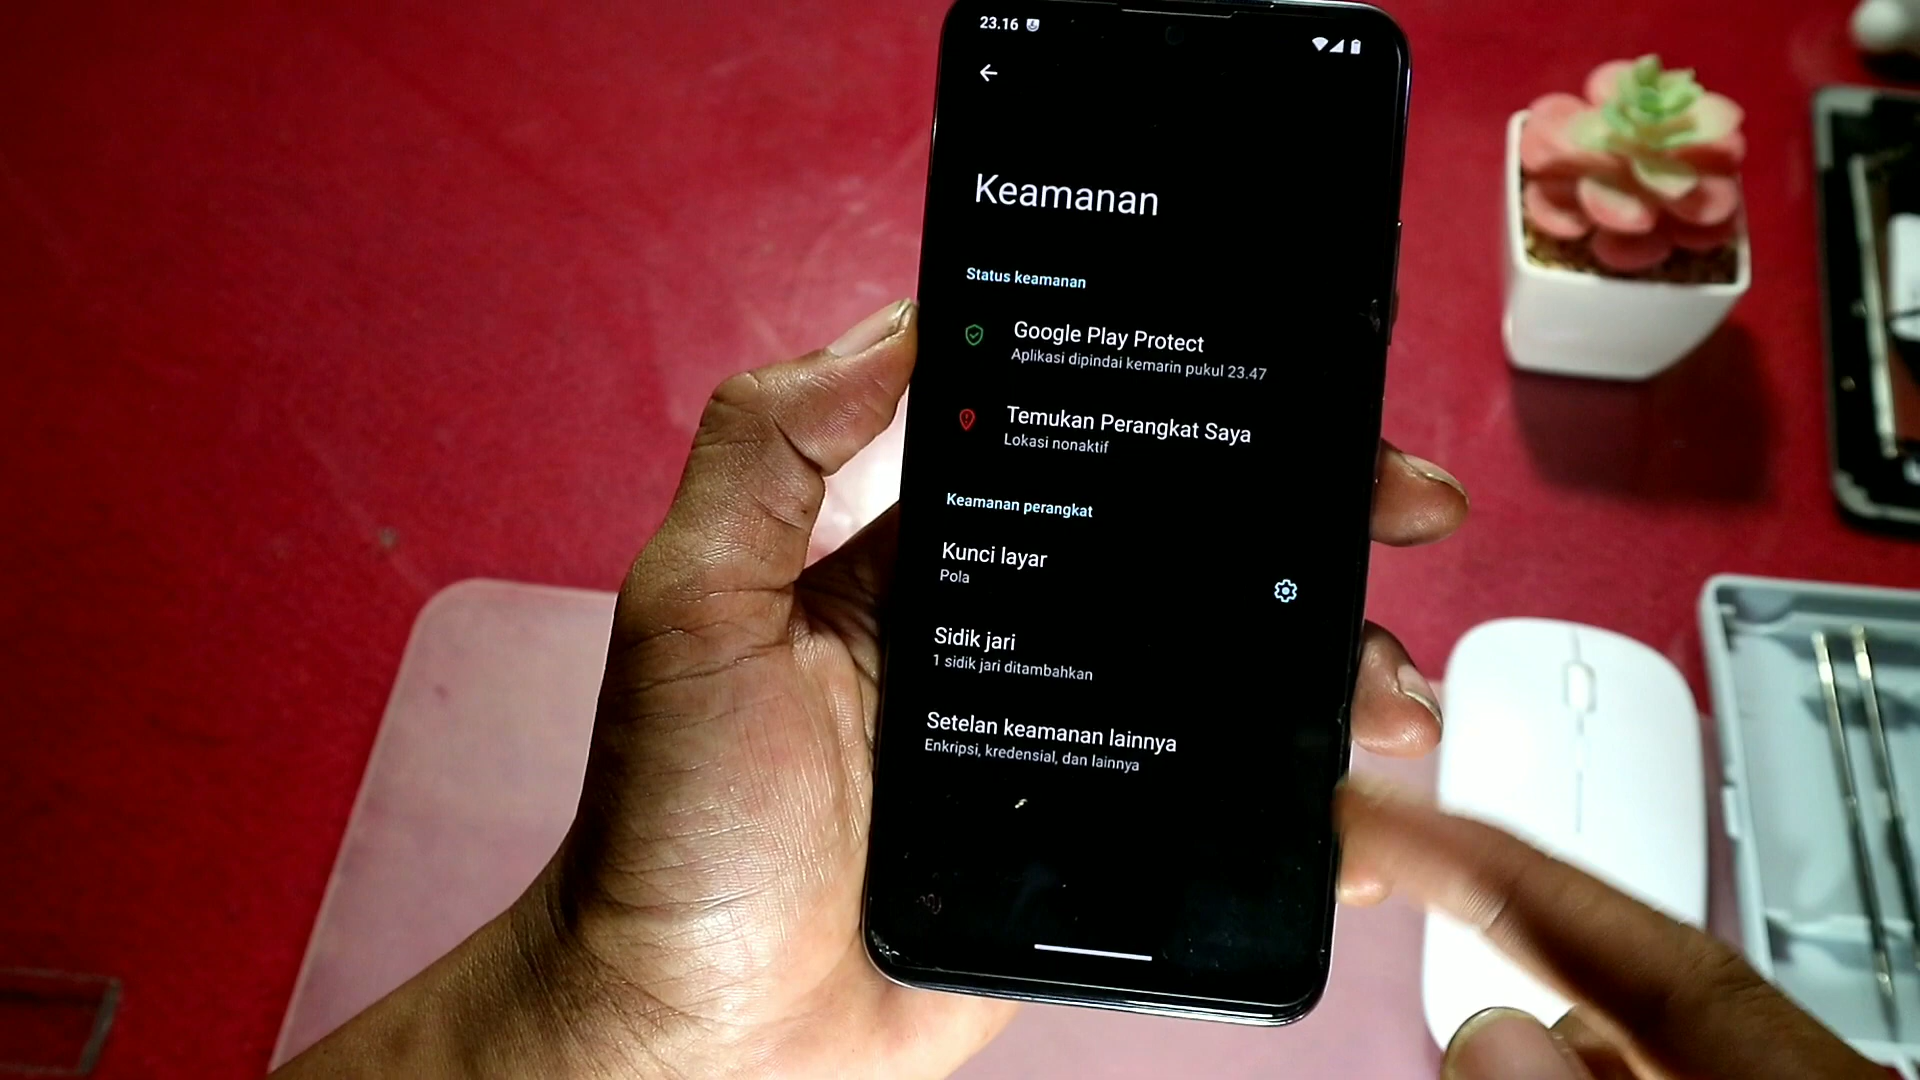 23.16
Keamanan
Status keamanan
Google Play Protect
Aplikasi dipindai kemarin pukul 23.47
Temukan Perangkat Saya
Lokasi nonaktif
Keamanan perangkat
Kunci layar
Pola
Sidik jari
1 sidik jari ditambahkan
Setelan keamanan lainnya
Enkripsi, kredensial, dan lainnya